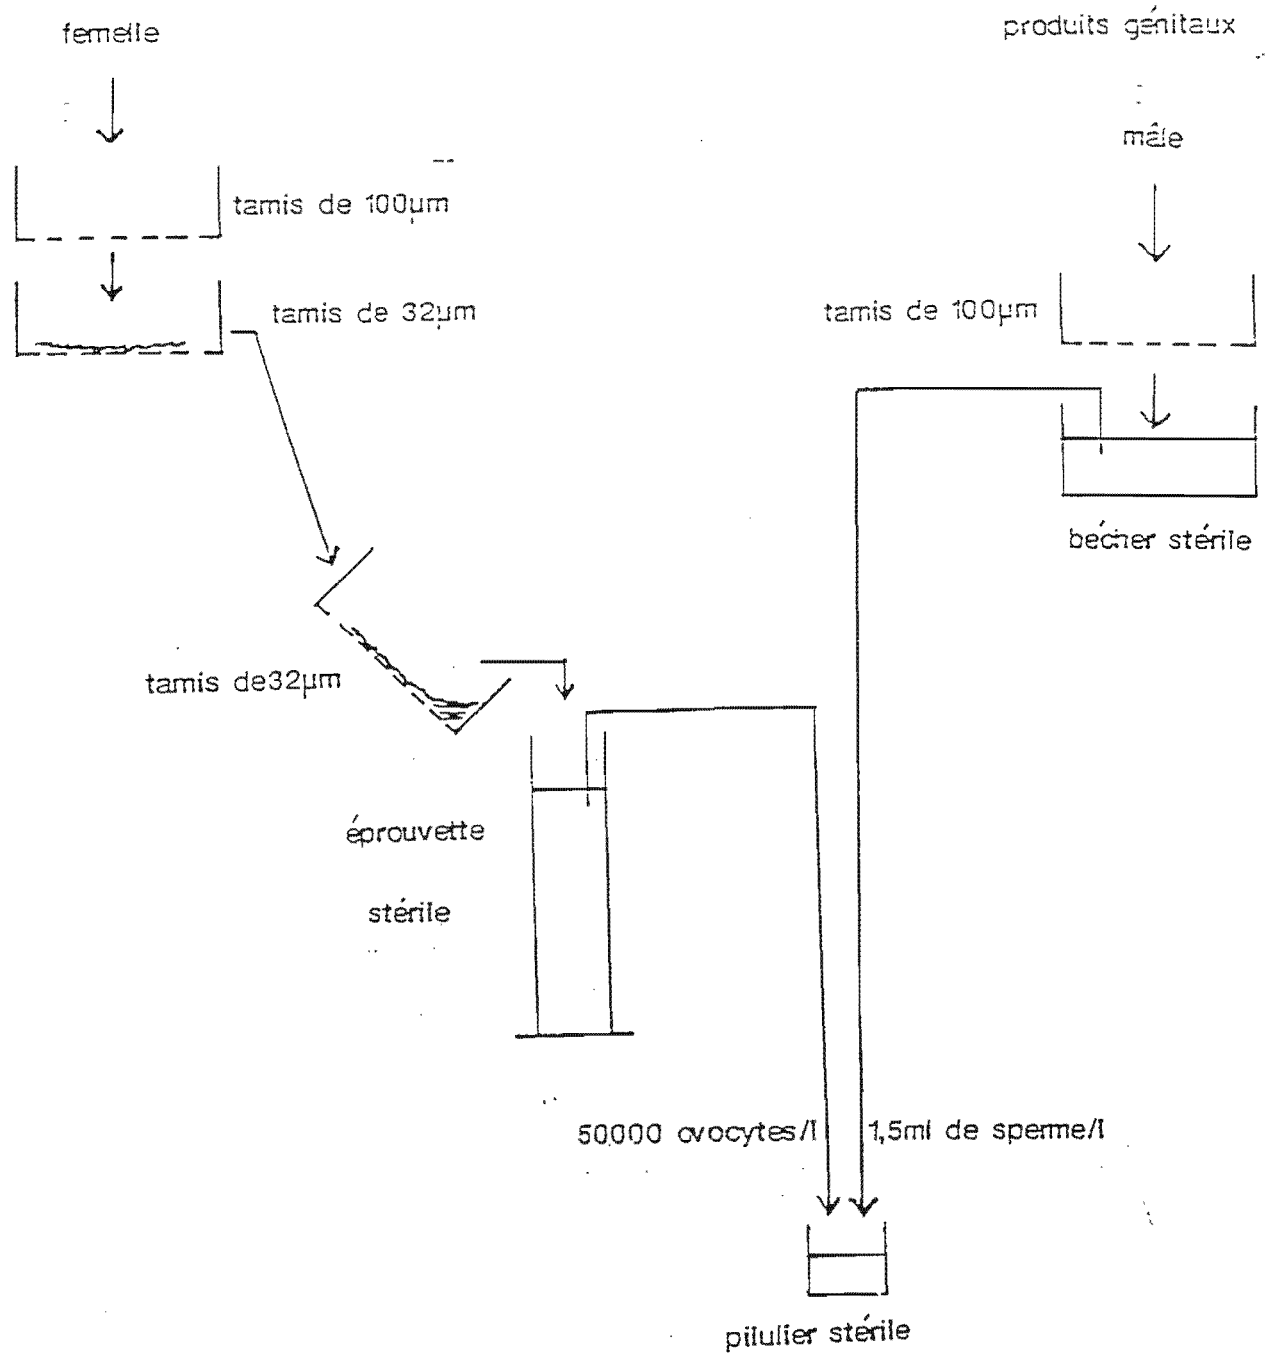 femelle
produits génitaux
mâle
tamis de 100µm
tamis de 32µm
tamis de 100µm
bécher stérile
tamis de32µm
éprouvette
stérile
50000 ovocytes/l
1,5ml de sperme/l
pilulier stérile